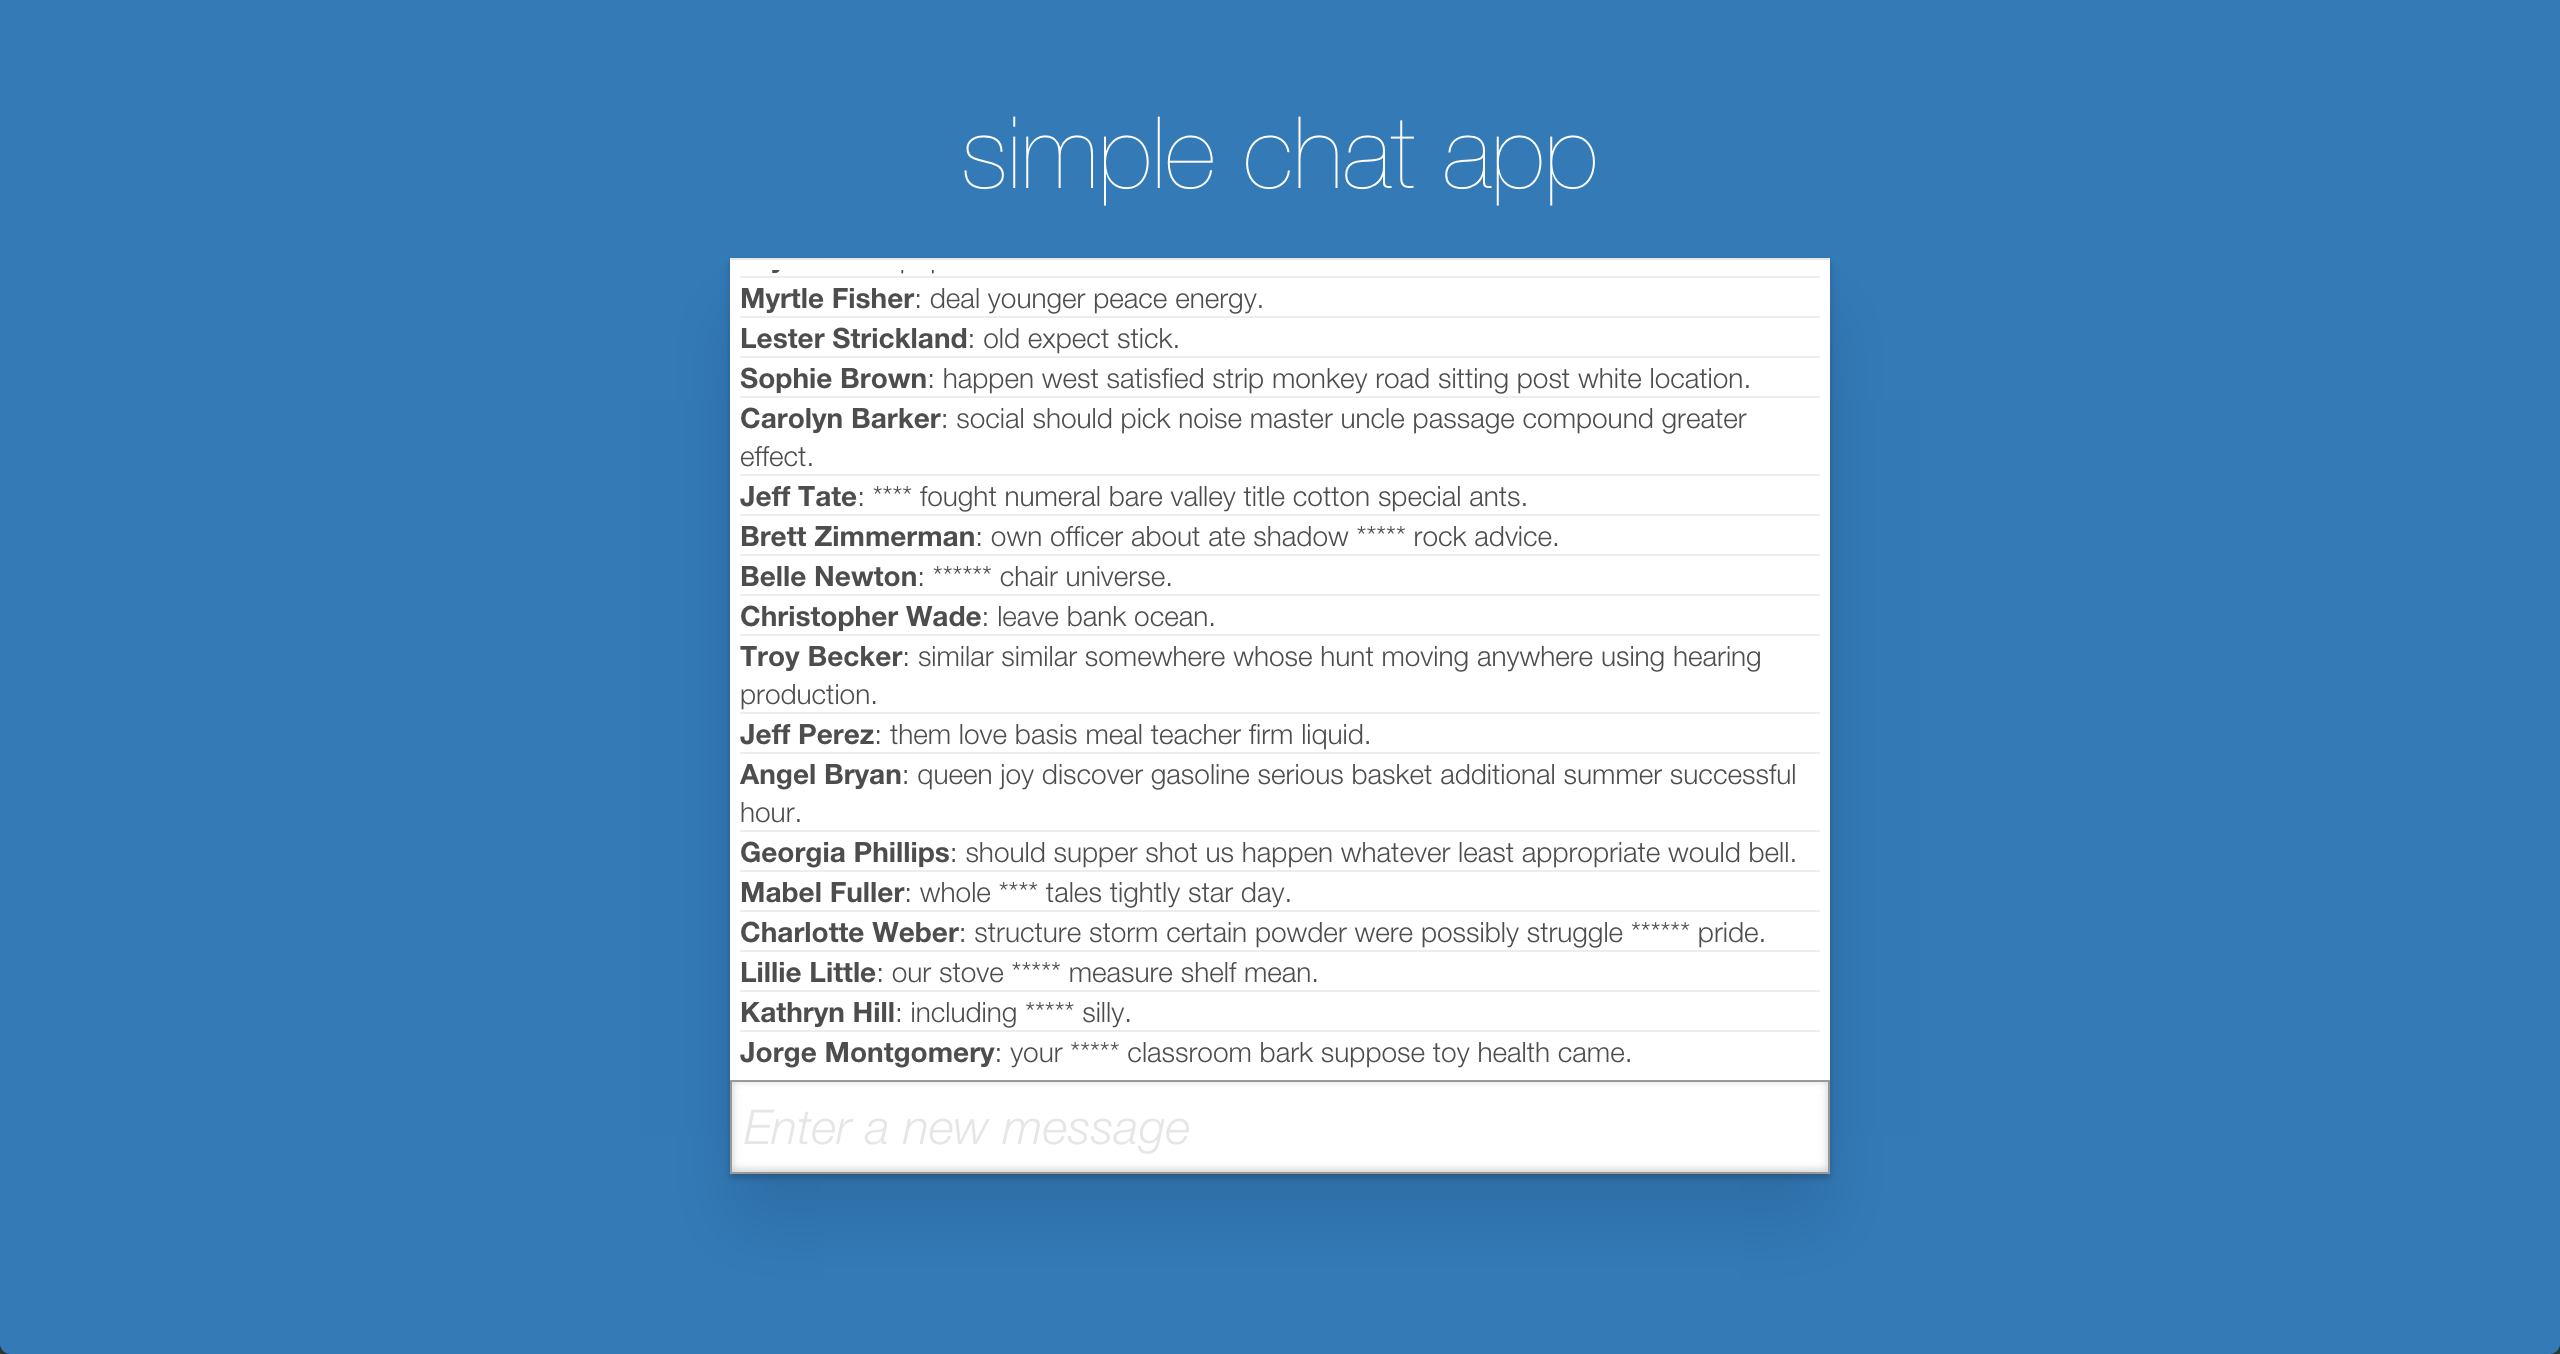 simple chat app
Myrtle Fisher: deal younger peace energy.
Lester Strickland: old expect stick.
Sophie Brown: happen west satisfied strip monkey road sitting post white location.
Carolyn Barker: social should pick noise master uncle passage compound greater
effect.
Jeff Tate: **** fought numeral bare valley title cotton special ants.
Brett Zimmerman: own officer about ate shadow ***** rock advice.
Belle Newton: ****** chair universe.
Christopher Wade: leave bank ocean.
Troy Becker: similar similar somewhere whose hunt moving anywhere using hearing
production.
Jeff Perez: them love basis meal teacher firm liquid.
Angel Bryan: queen joy discover gasoline serious basket additional summer successful
hour.
Georgia Phillips: should supper shot us happen whatever least appropriate would bell.
Mabel Fuller: whole **** tales tightly star day.
Charlotte Weber: structure storm certain powder were possibly struggle ****** pride.
Lillie Little: our stove ***** measure shelf mean.
Kathryn Hill: including ***** silly.
Jorge Montgomery: your ***** classroom bark suppose toy health came.
Enter a new message